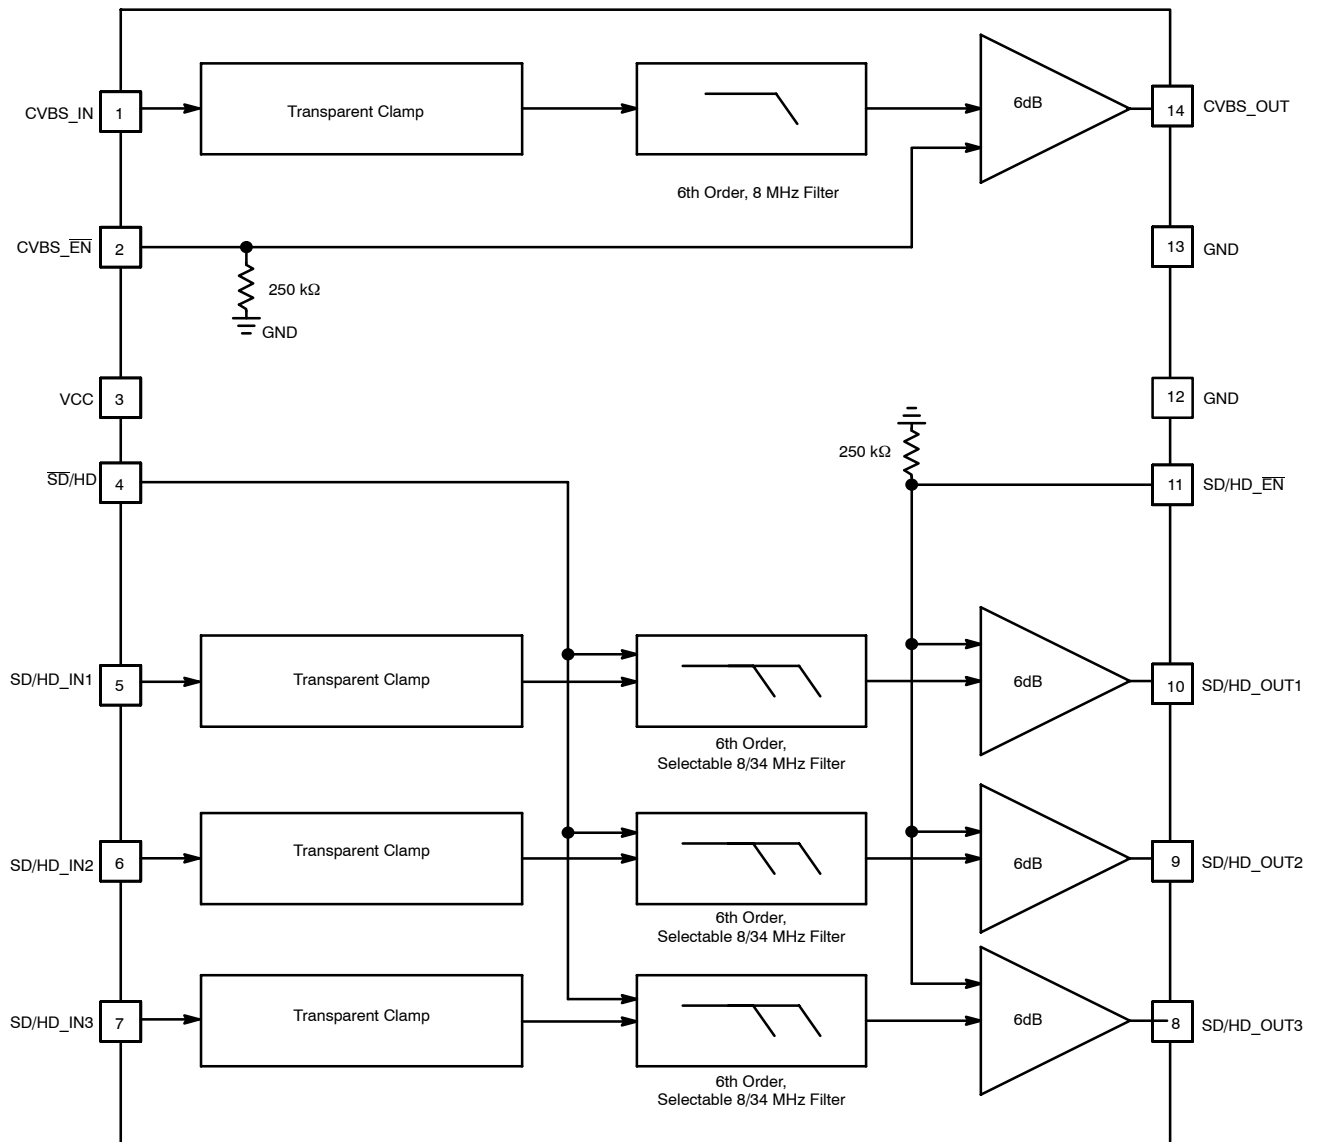 CVBS_IN
1
Transparent Clamp
6dB
14
CVBS_OUT
6th Order, 8 MHz Filter
CVBS_E̅N̅
2
13
GND
250 kΩ
GND
VCC
3
12
GND
250 kΩ
S̅D̅/HD
4
11
SD/HD_E̅N̅
SD/HD_IN1
5
Transparent Clamp
6dB
10
SD/HD_OUT1
6th Order,
Selectable 8/34 MHz Filter
SD/HD_IN2
6
Transparent Clamp
6dB
9
SD/HD_OUT2
6th Order,
Selectable 8/34 MHz Filter
SD/HD_IN3
7
Transparent Clamp
6dB
8
SD/HD_OUT3
6th Order,
Selectable 8/34 MHz Filter